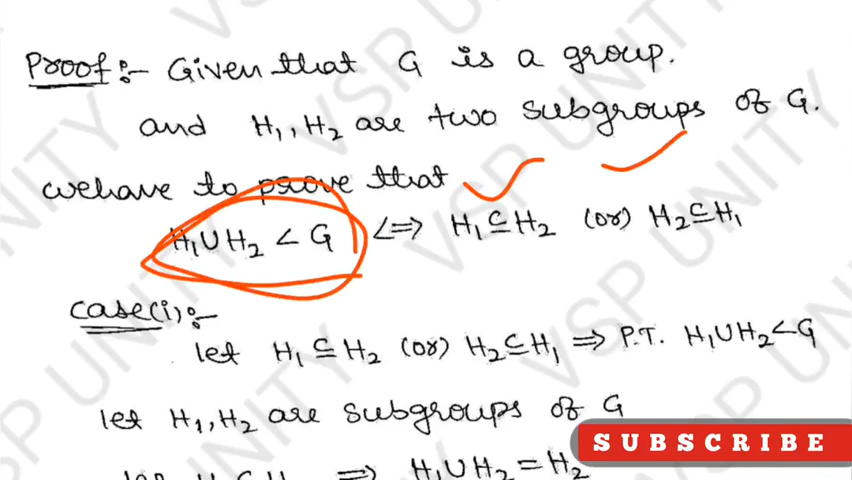 Proof:- Given that G is a group.
and H₁, H₂ are two subgroups of G.
we have to prove that
H₁UH₂ < G <=> H₁⊆H₂ (or) H₂⊆H₁
case(i):-
let H₁⊆H₂ (or) H₂⊆H₁ => P.T. H₁UH₂<G
let H₁,H₂ are subgroups of G
=> H₁UH₂=H₂
SUBSCRIBE
VSP UNITY